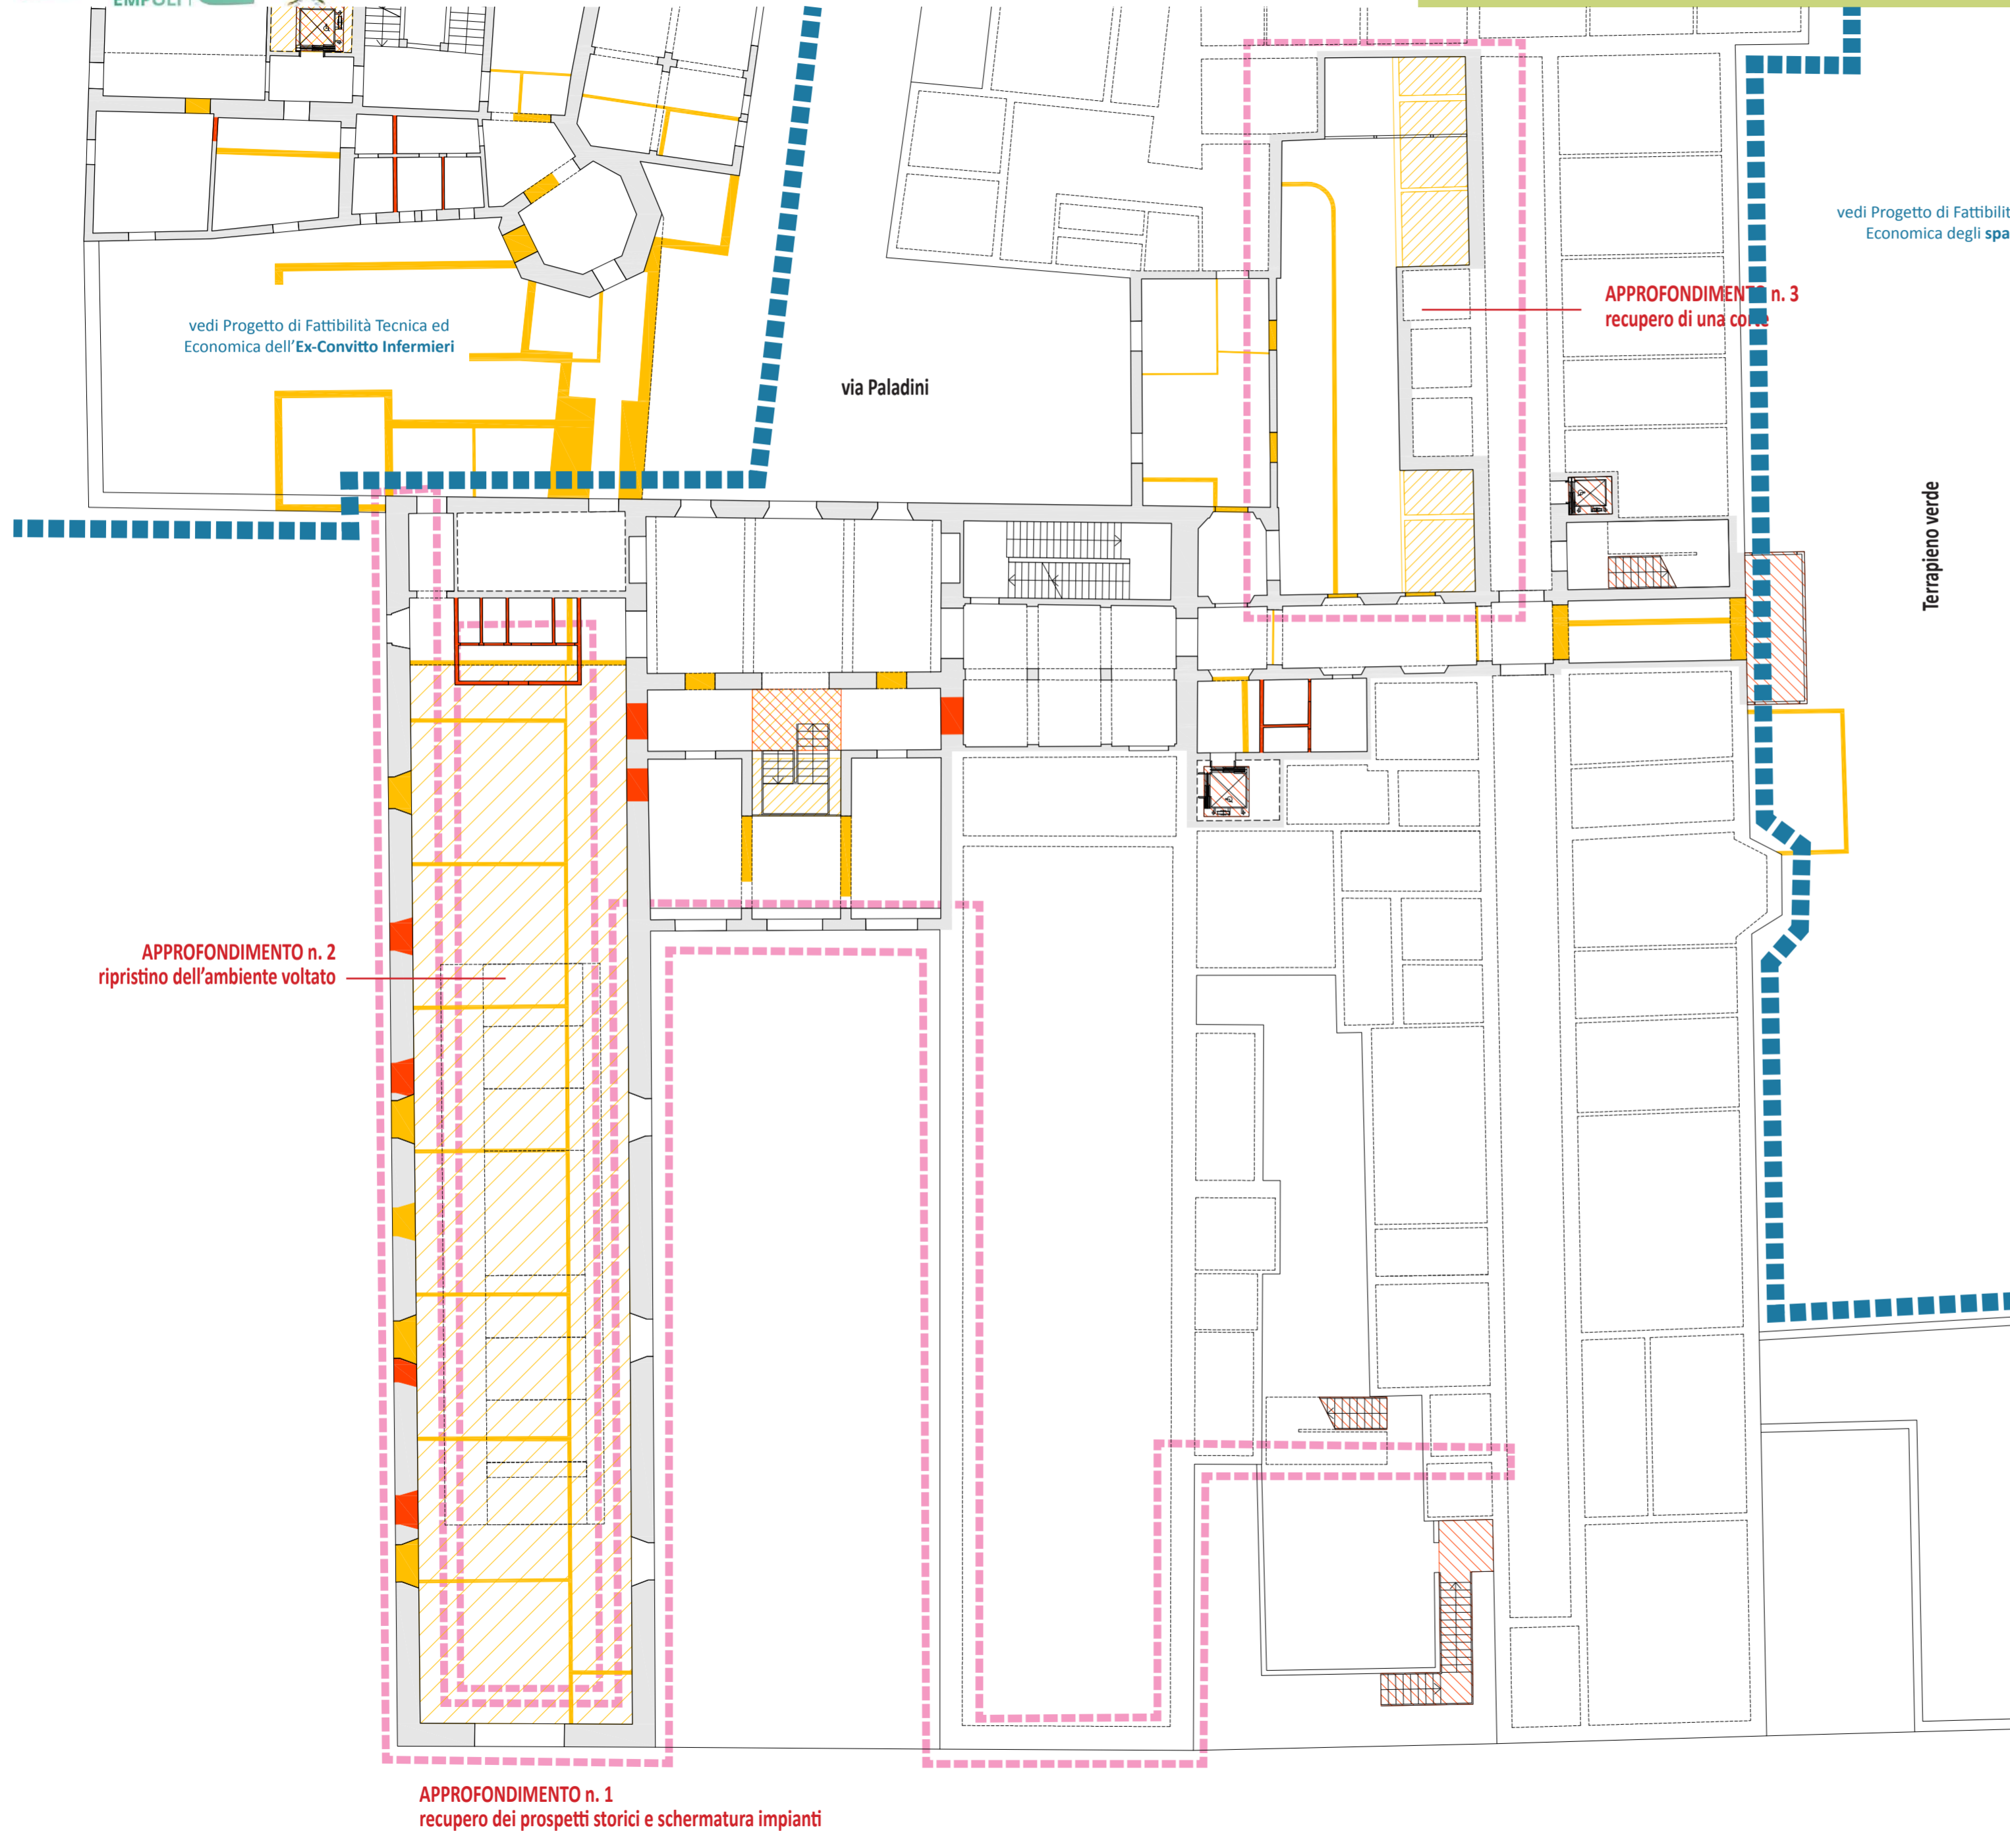 EMPOLI
vedi Progetto di Fattibilit
Economica degli spa
APPROFONDIMENTO n. 3
recupero di una corte
vedi Progetto di Fattibilità Tecnica ed
Economica dell'Ex-Convitto Infermieri
via Paladini
Terrapieno verde
APPROFONDIMENTO n. 2
ripristino dell'ambiente voltato
APPROFONDIMENTO n. 1
recupero dei prospetti storici e schermatura impianti